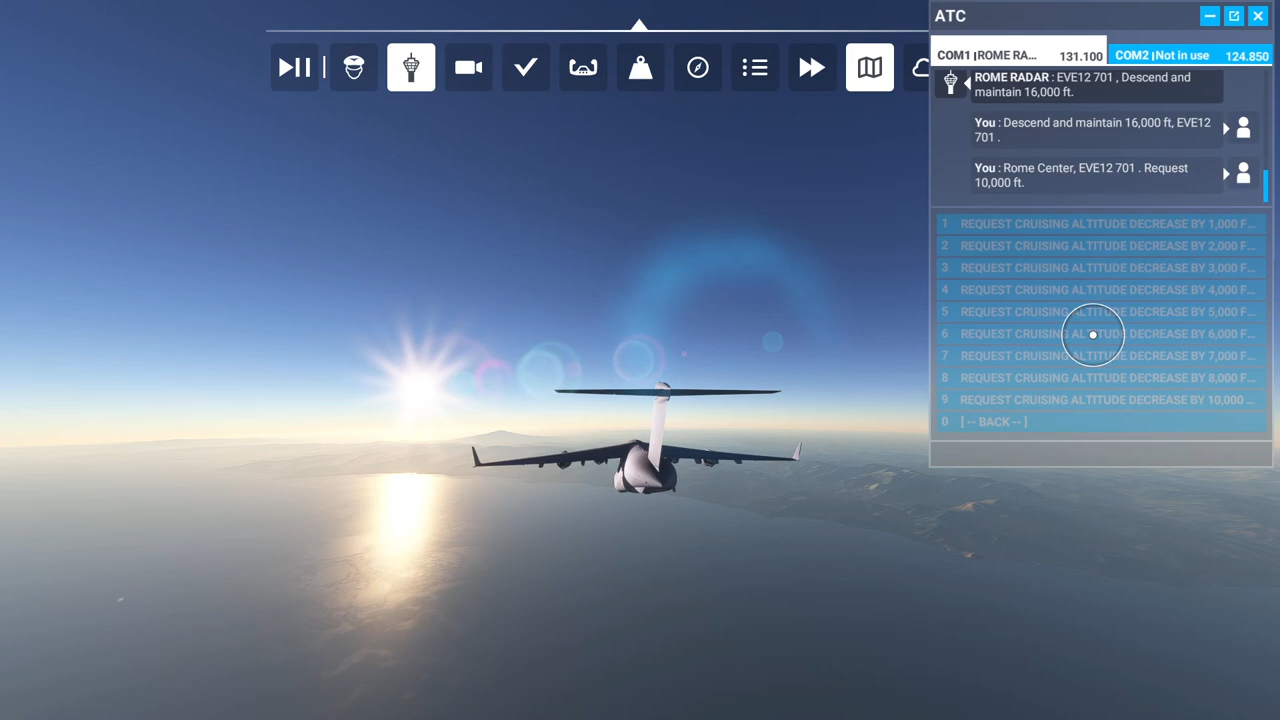 ATC
COM1 | ROME RA... 131.100
COM2 | Not in use 124.850
ROME RADAR : EVE12 701 , Descend and
maintain 16,000 ft.
You : Descend and maintain 16,000 ft, EVE12
701 .
You : Rome Center, EVE12 701 . Request
10,000 ft.
1 REQUEST CRUISING ALTITUDE DECREASE BY 1,000 F...
2 REQUEST CRUISING ALTITUDE DECREASE BY 2,000 F...
3 REQUEST CRUISING ALTITUDE DECREASE BY 3,000 F...
4 REQUEST CRUISING ALTITUDE DECREASE BY 4,000 F...
5 REQUEST CRUISING ALTITUDE DECREASE BY 5,000 F...
6 REQUEST CRUISING ALTITUDE DECREASE BY 6,000 F...
7 REQUEST CRUISING ALTITUDE DECREASE BY 7,000 F...
8 REQUEST CRUISING ALTITUDE DECREASE BY 8,000 F...
9 REQUEST CRUISING ALTITUDE DECREASE BY 10,000 ...
0 [ -- BACK -- ]